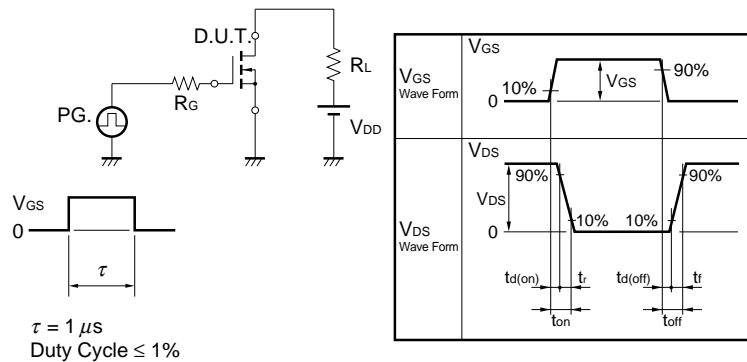 D.U.T.
RL
RG
PG.
VDD
VGS
0
τ
τ = 1 μs
Duty Cycle ≤ 1%
VGS
Wave Form
VGS
10%
VGS
90%
0
VDS
Wave Form
VDS
90%
90%
VDS
10%
10%
0
td(on)
tr
td(off)
tf
ton
toff